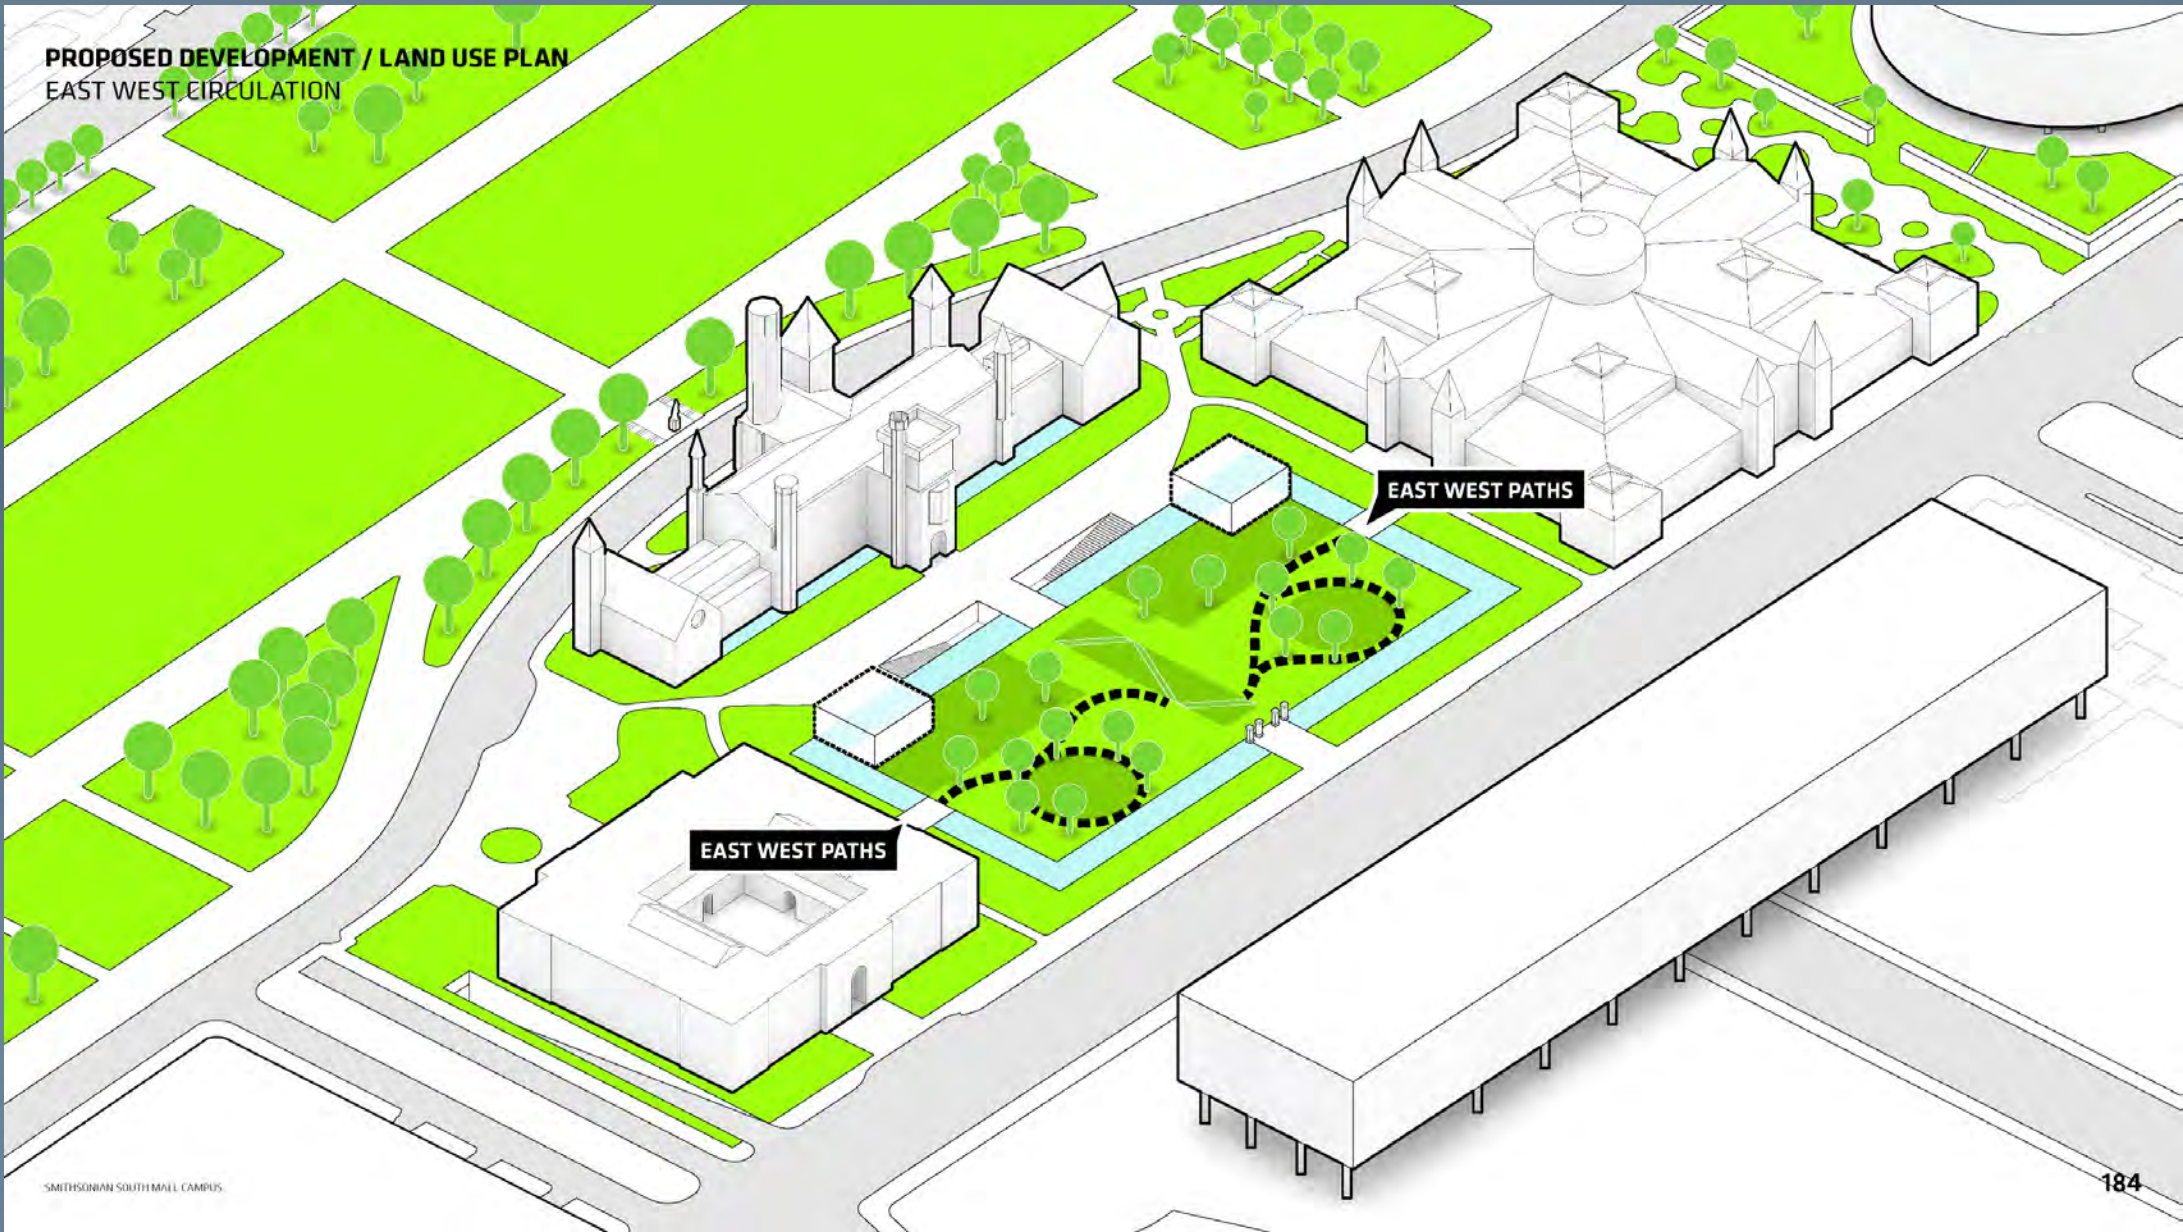 PROPOSED DEVELOPMENT / LAND USE PLAN
EAST WEST CIRCULATION
EAST WEST PATHS
EAST WEST PATHS
SMITHSONIAN SOUTH MALL CAMPUS
184